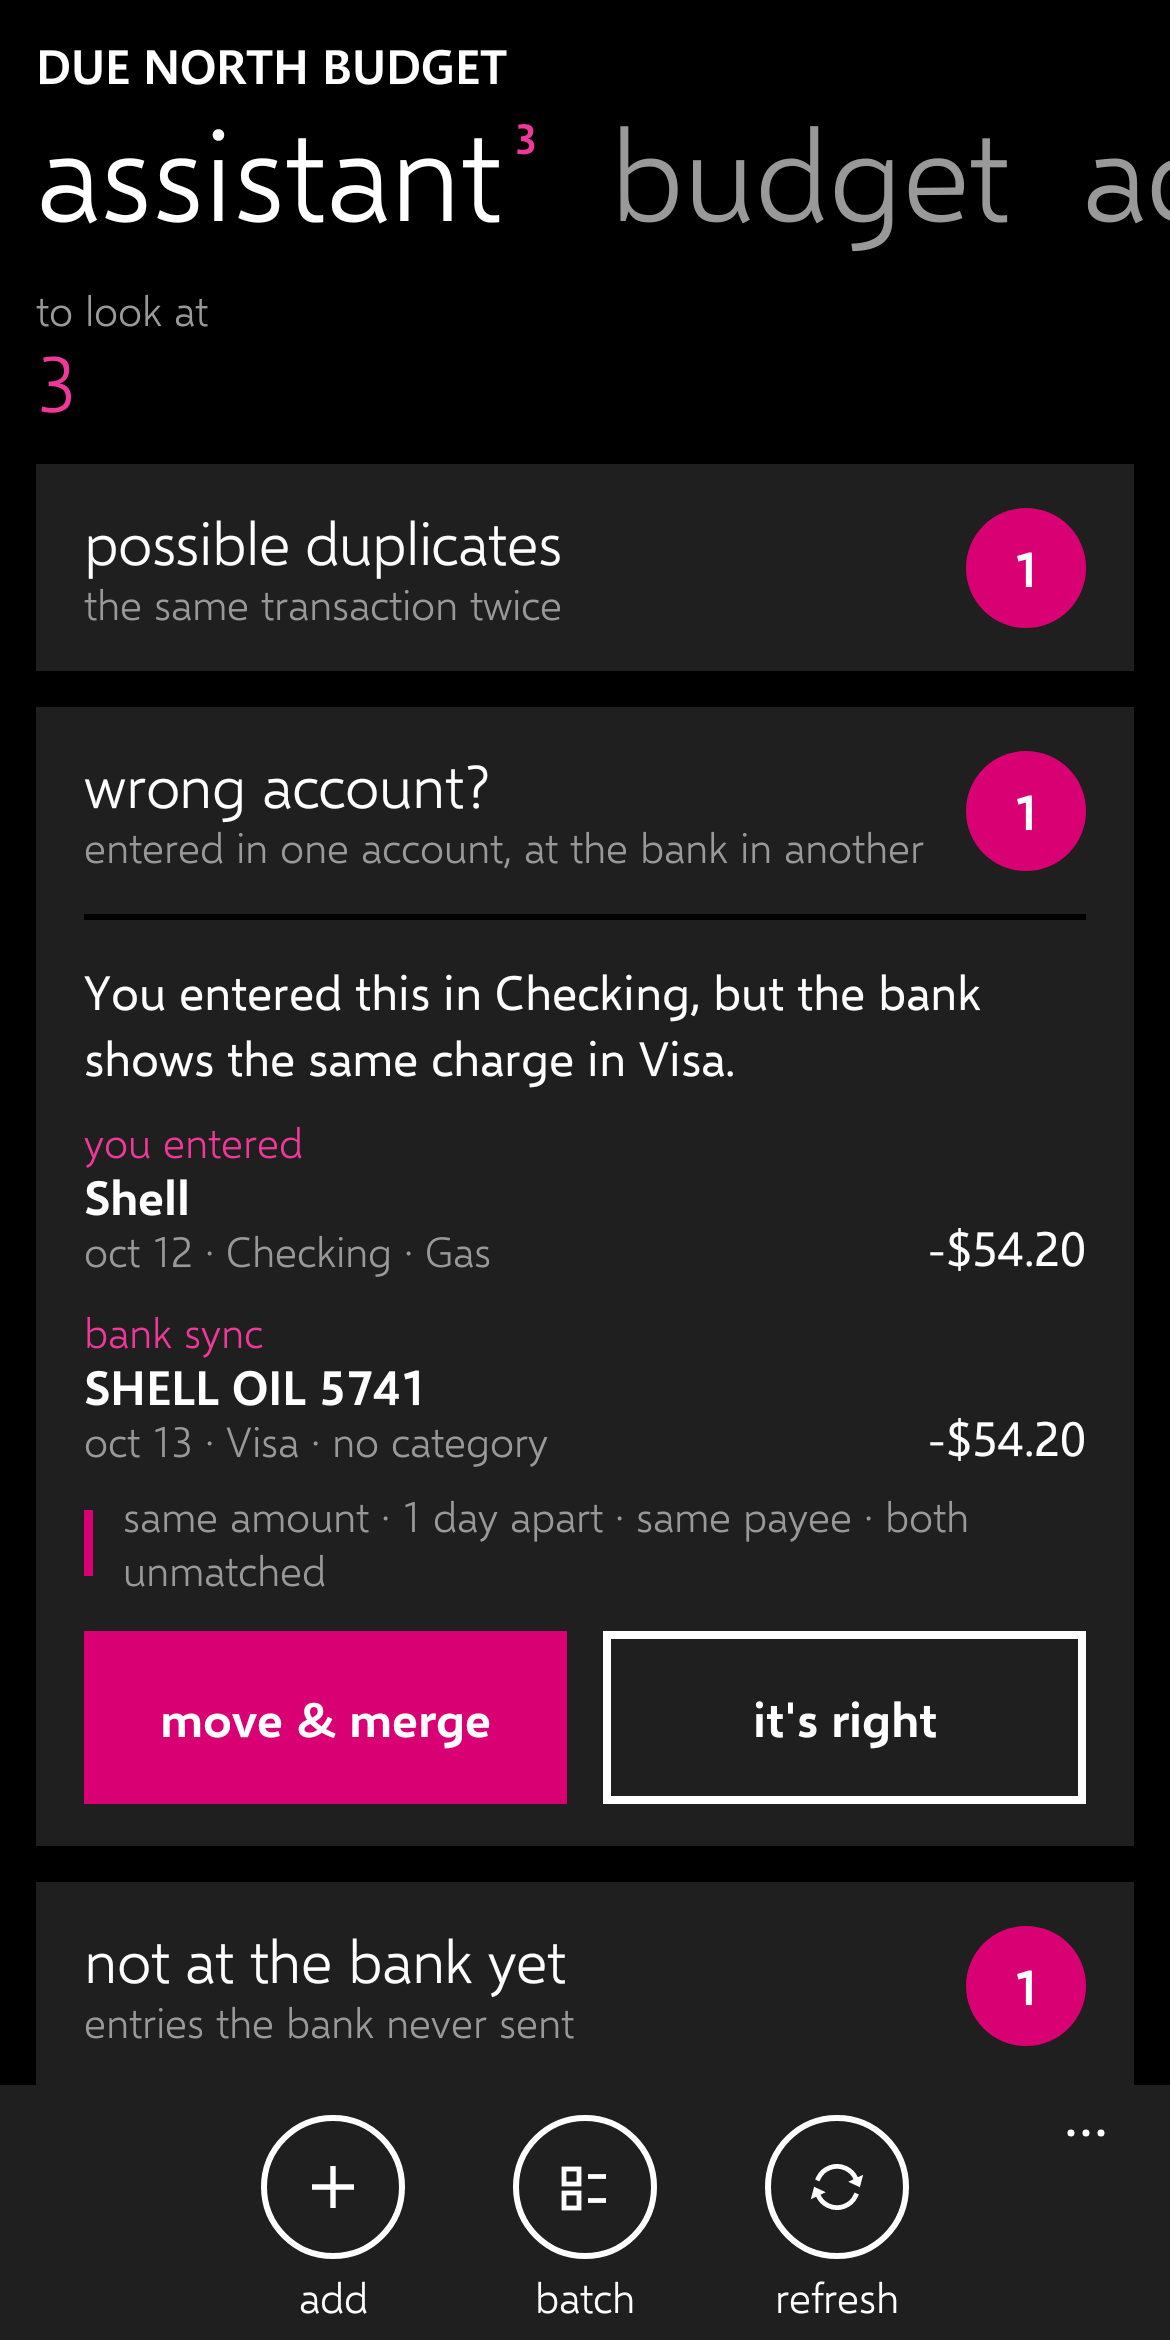 DUE NORTH BUDGET
assistant 3 budget ac
to look at
3
possible duplicates
the same transaction twice
1
wrong account?
entered in one account, at the bank in another
1
You entered this in Checking, but the bank
shows the same charge in Visa.
you entered
Shell
oct 12 · Checking · Gas
-$54.20
bank sync
SHELL OIL 5741
oct 13 · Visa · no category
-$54.20
same amount · 1 day apart · same payee · both
unmatched
move & merge
it's right
not at the bank yet
entries the bank never sent
1
...
add
batch
refresh